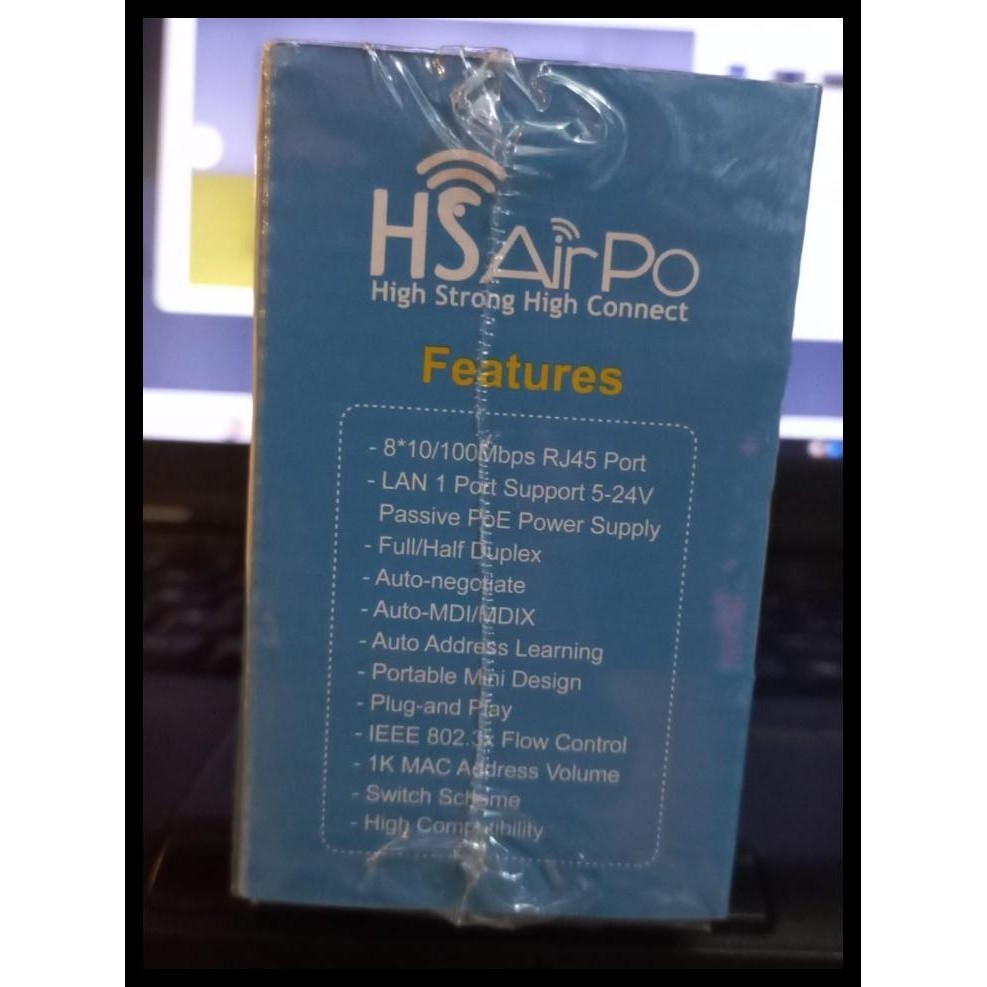 HSAirPo
High Strong High Connect
Features
- 8*10/100Mbps RJ45 Port
- LAN 1 Port Support 5-24V
Passive PoE Power Supply
- Full/Half Duplex
- Auto-negotiate
- Auto-MDI/MDIX
- Auto Address Learning
- Portable Mini Design
- Plug-and Play
- IEEE 802.3x Flow Control
- 1K MAC Address Volume
- Switch Scheme
- High Compatibility